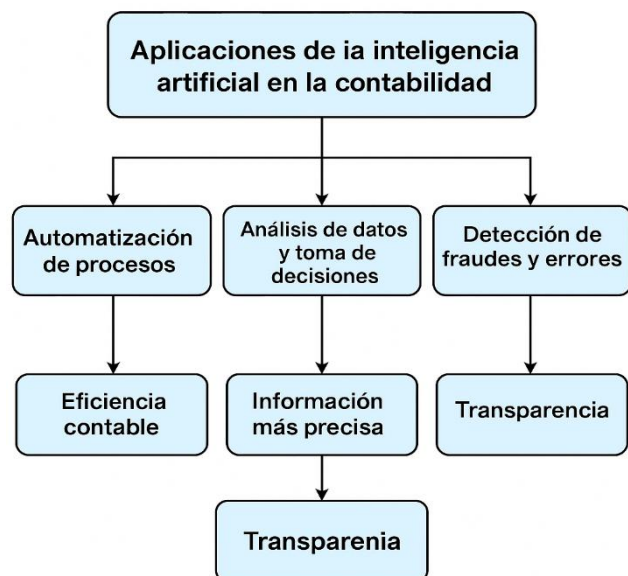 Aplicaciones de ia inteligencia
artificial en la contabilidad
Automatización
de procesos
Análisis de datos
y toma de
decisiones
Detección de
fraudes y errores
Eficiencia
contable
Información
más precisa
Transparencia
Transparenia